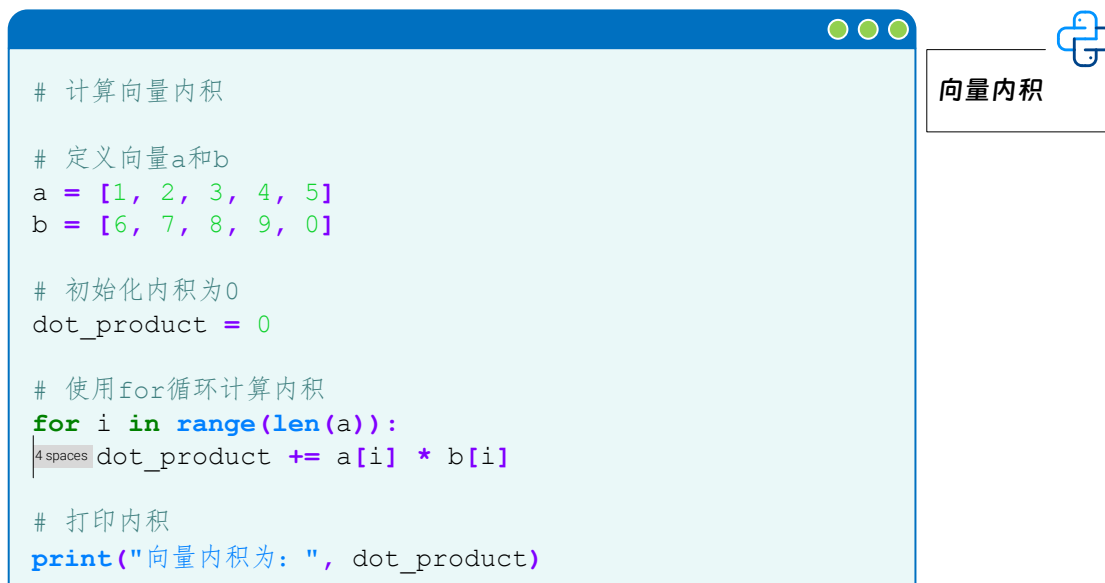 # 计算向量内积
# 定义向量a和b
a = [1, 2, 3, 4, 5]
b = [6, 7, 8, 9, 0]
# 初始化内积为0
dot_product = 0
# 使用for循环计算内积
for i in range(len(a)):
4 spaces dot_product += a[i] * b[i]
# 打印内积
print("向量内积为: ", dot_product)
向量内积